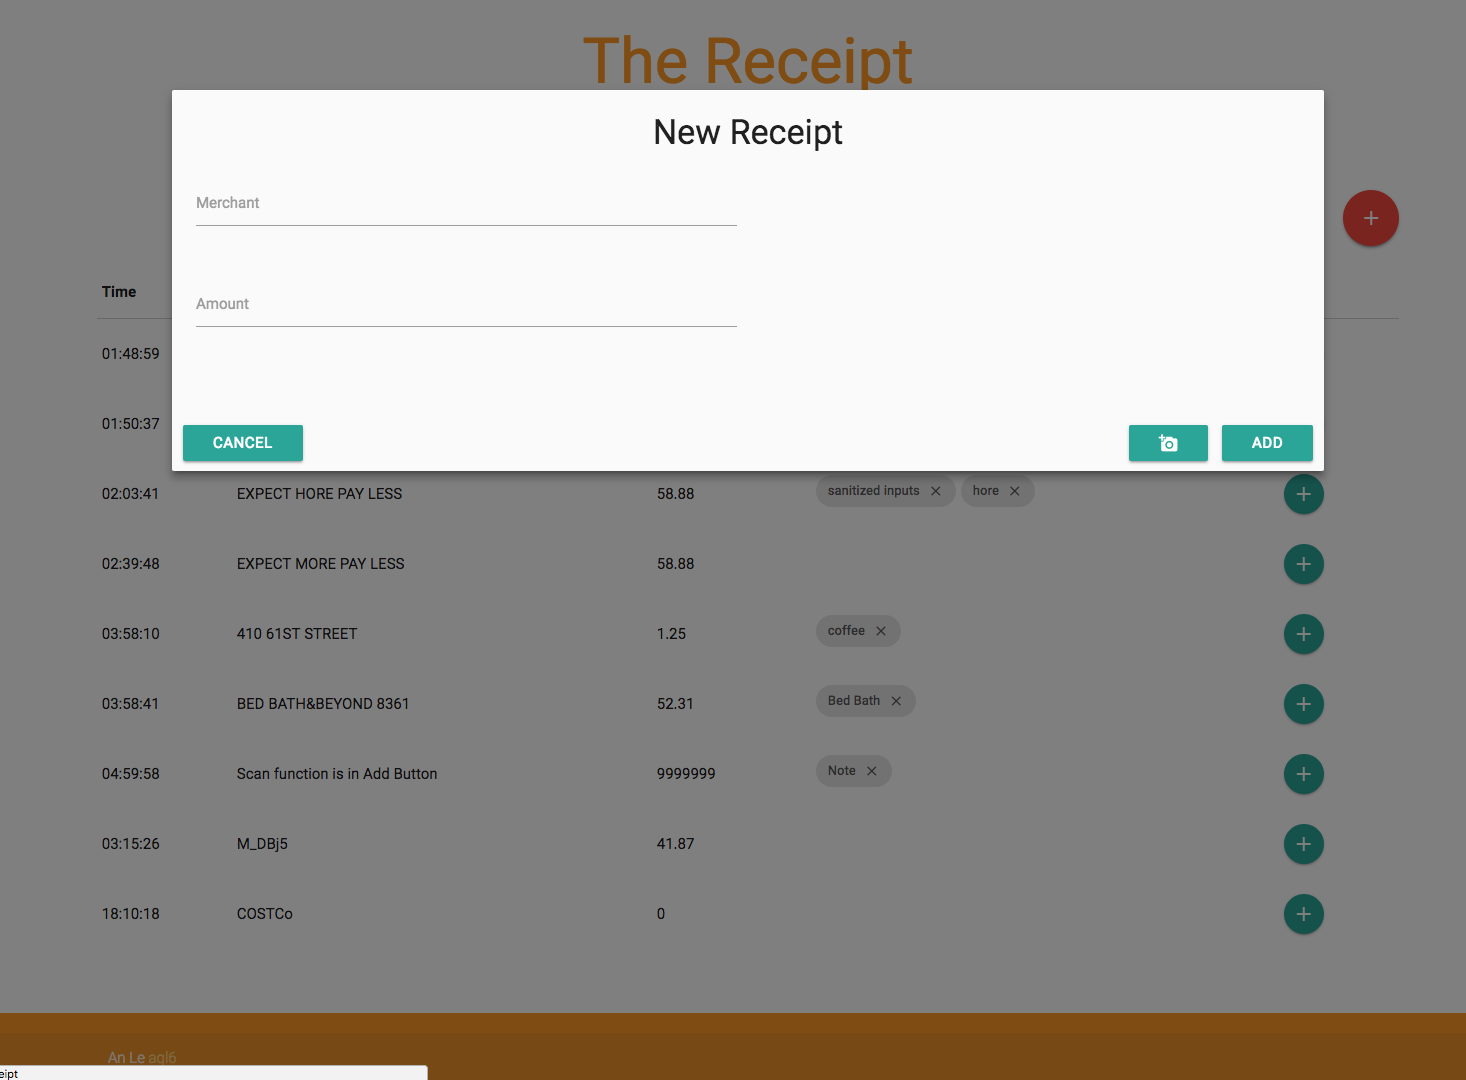 The Receipt
New Receipt
Merchant
Amount
CANCEL
ADD
Time
01:48:59
01:50:37
02:03:41 EXPECT HORE PAY LESS 58.88 sanitized inputs hore
02:39:48 EXPECT MORE PAY LESS 58.88
03:58:10 410 61ST STREET 1.25 coffee
03:58:41 BED BATH&BEYOND 8361 52.31 Bed Bath
04:59:58 Scan function is in Add Button 9999999 Note
03:15:26 M_DBj5 41.87
18:10:18 COSTCo 0
An Le aql6
eipt